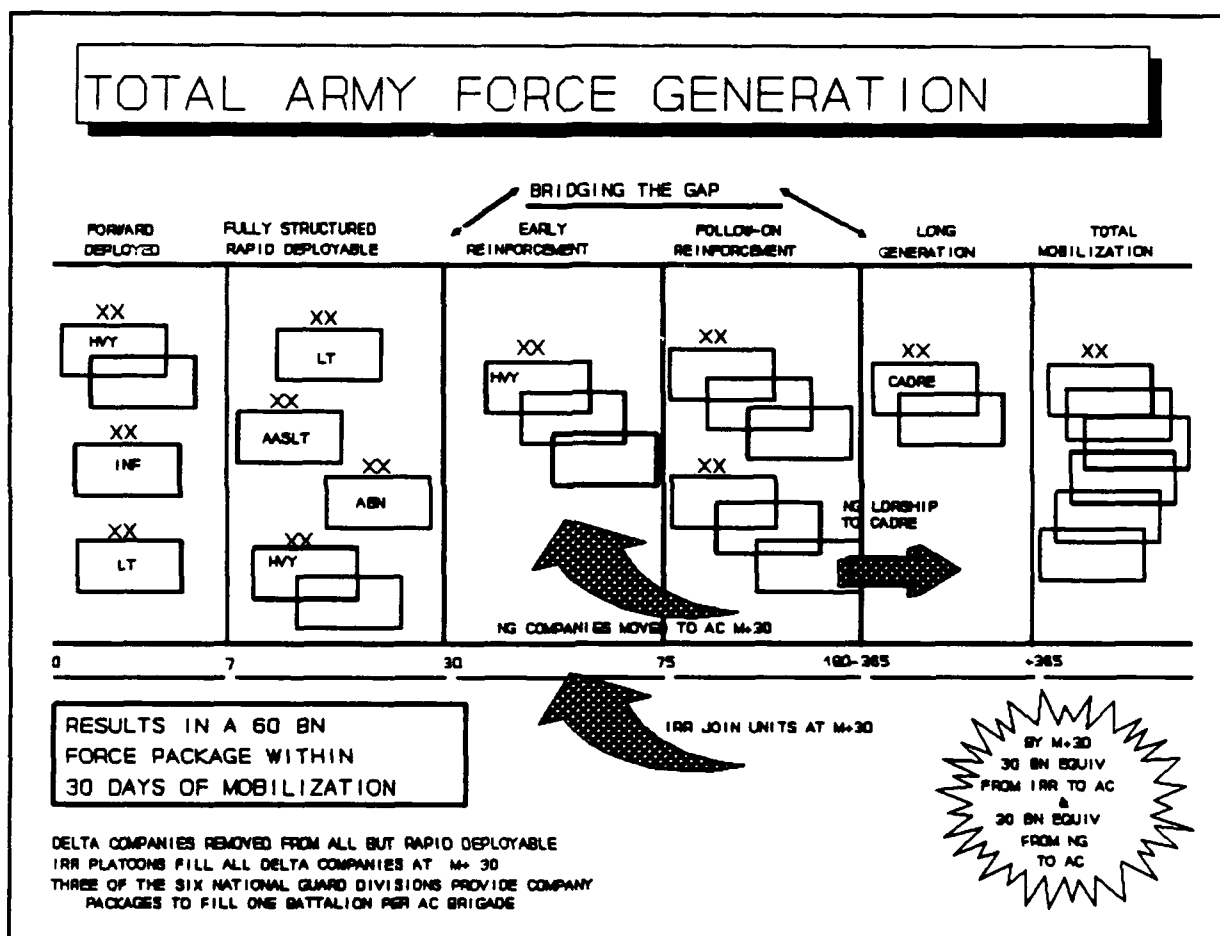 TOTAL ARMY FORCE GENERATION
BRIDGING THE GAP
FORWARD
DEPLOYED
FULLY STRUCTURED
RAPID DEPLOYABLE
EARLY
REINFORCEMENT
FOLLOW-ON
REINFORCEMENT
LONG
GENERATION
TOTAL
MOBILIZATION
XX
HVY
XX
INF
XX
LT
XX
LT
XX
AASLT
XX
ABN
XX
HVY
XX
HVY
XX
XX
XX
CADRE
XX
NG LDRSHIP
TO CADRE
NG COMPANIES MOVED TO AC M+30
0
7
30
75
180-365
+365
RESULTS IN A 60 BN
FORCE PACKAGE WITHIN
30 DAYS OF MOBILIZATION
IRR JOIN UNITS AT M+30
BY M+30
30 BN EQUIV
FROM IRR TO AC
&
30 BN EQUIV
FROM NG
TO AC
DELTA COMPANIES REMOVED FROM ALL BUT RAPID DEPLOYABLE
IRR PLATOONS FILL ALL DELTA COMPANIES AT M+ 30
THREE OF THE SIX NATIONAL GUARD DIVISIONS PROVIDE COMPANY
PACKAGES TO FILL ONE BATTALION PER AC BRIGADE